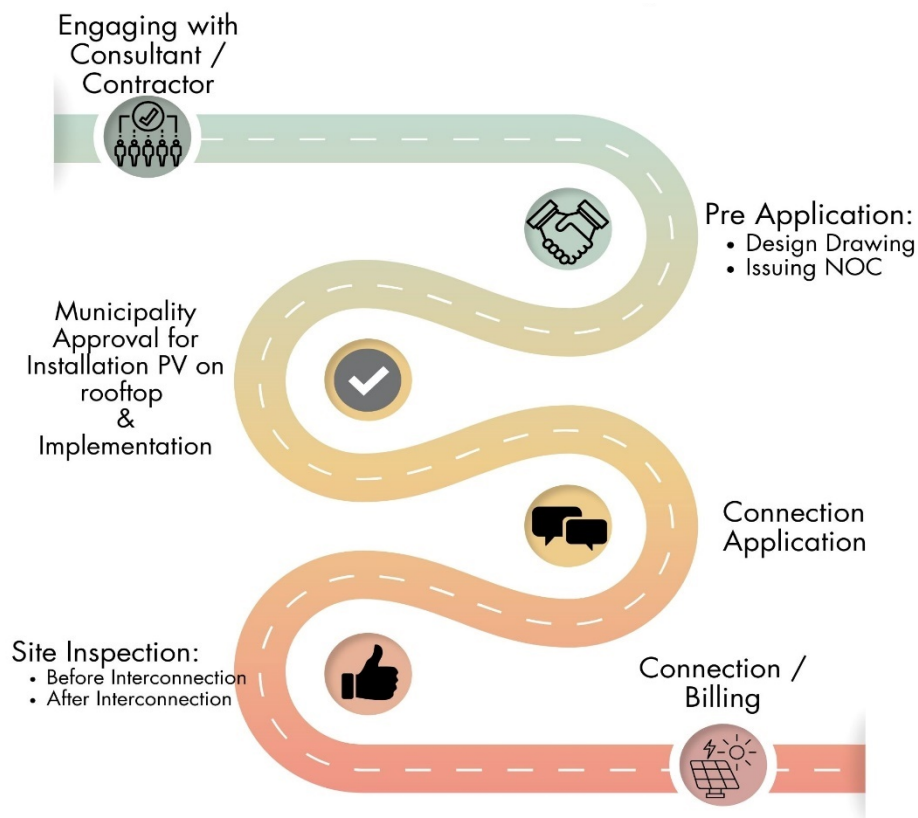 Engaging with
Consultant /
Contractor
Pre Application:
• Design Drawing
• Issuing NOC
Municipality
Approval for
Installation PV on
rooftop
&
Implementation
Connection
Application
Site Inspection:
• Before Interconnection
• After Interconnection
Connection /
Billing